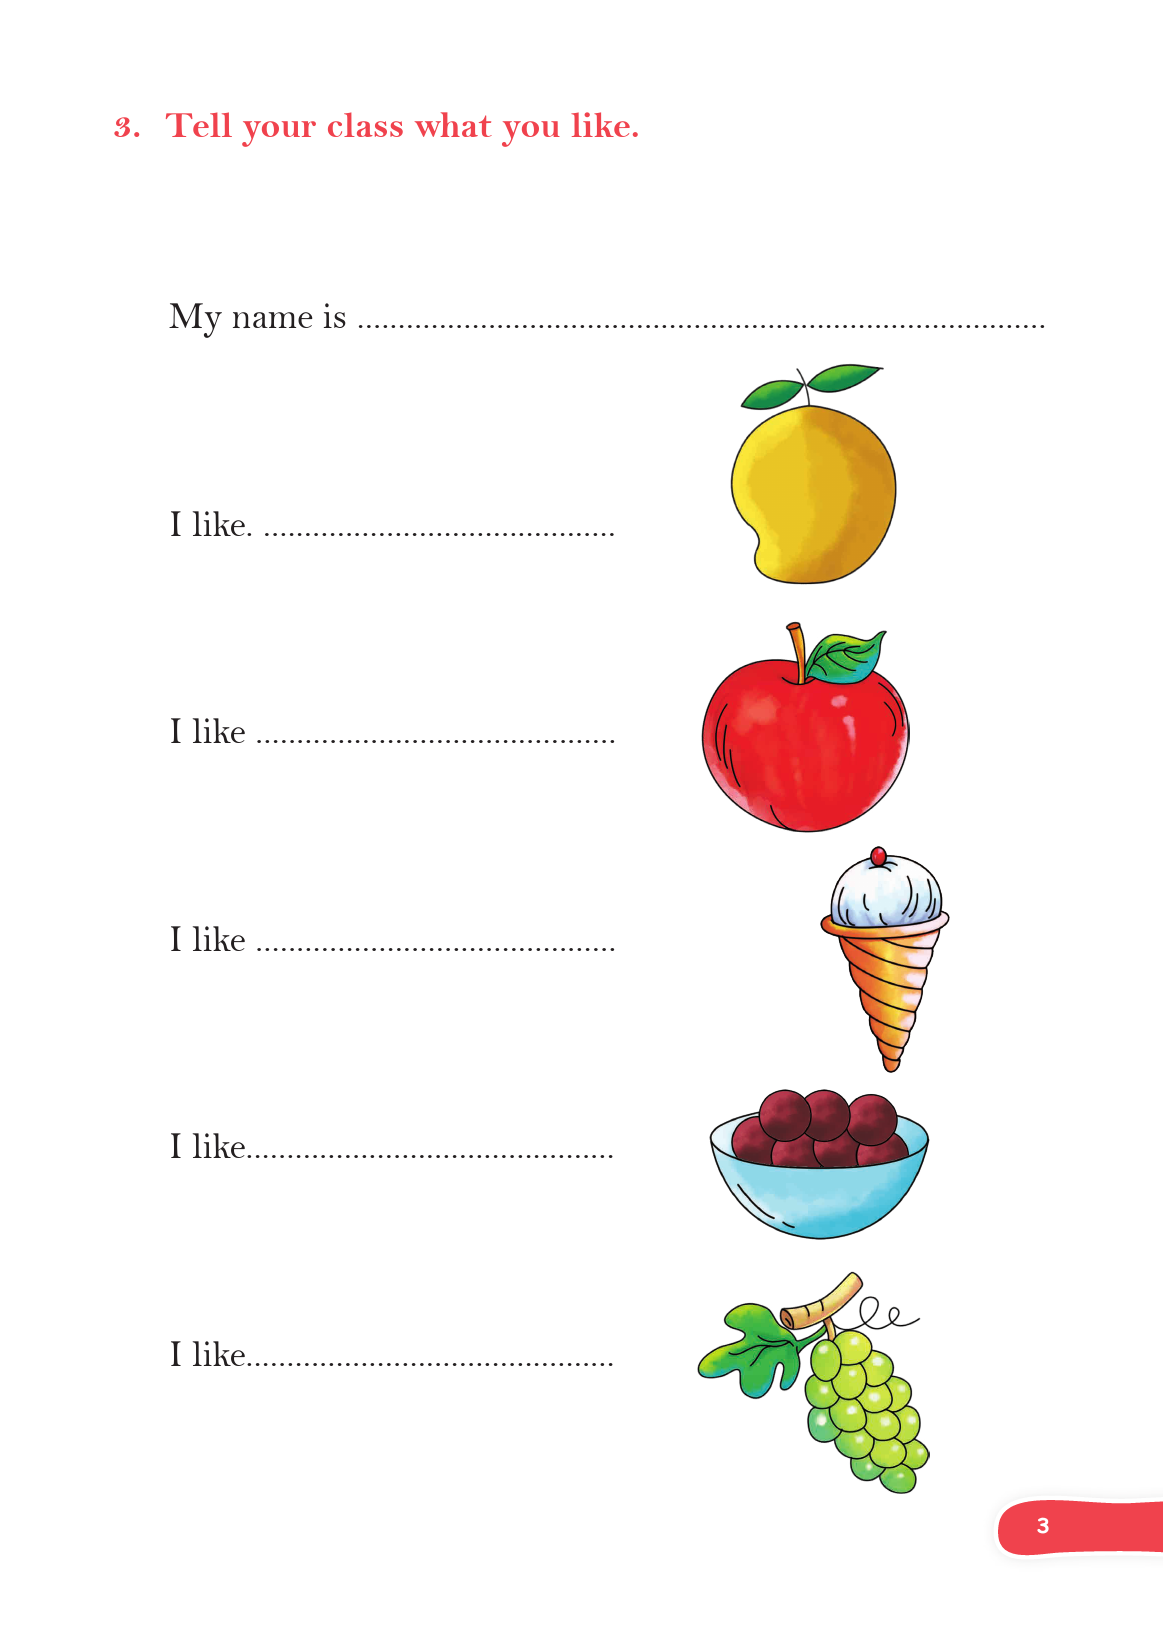 3. Tell your class what you like.
My name is ....................................................................................
I like. ...........................................
I like ............................................
I like ............................................
I like.............................................
I like.............................................
3